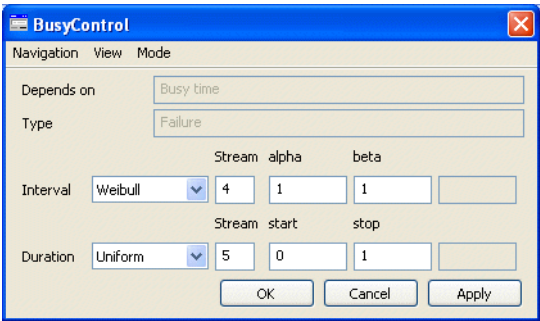 BusyControl
Navigation View Mode
Depends on Busy time
Type Failure
Stream alpha beta
Interval Weibull 4 1 1
Stream start stop
Duration Uniform 5 0 1
OK Cancel Apply